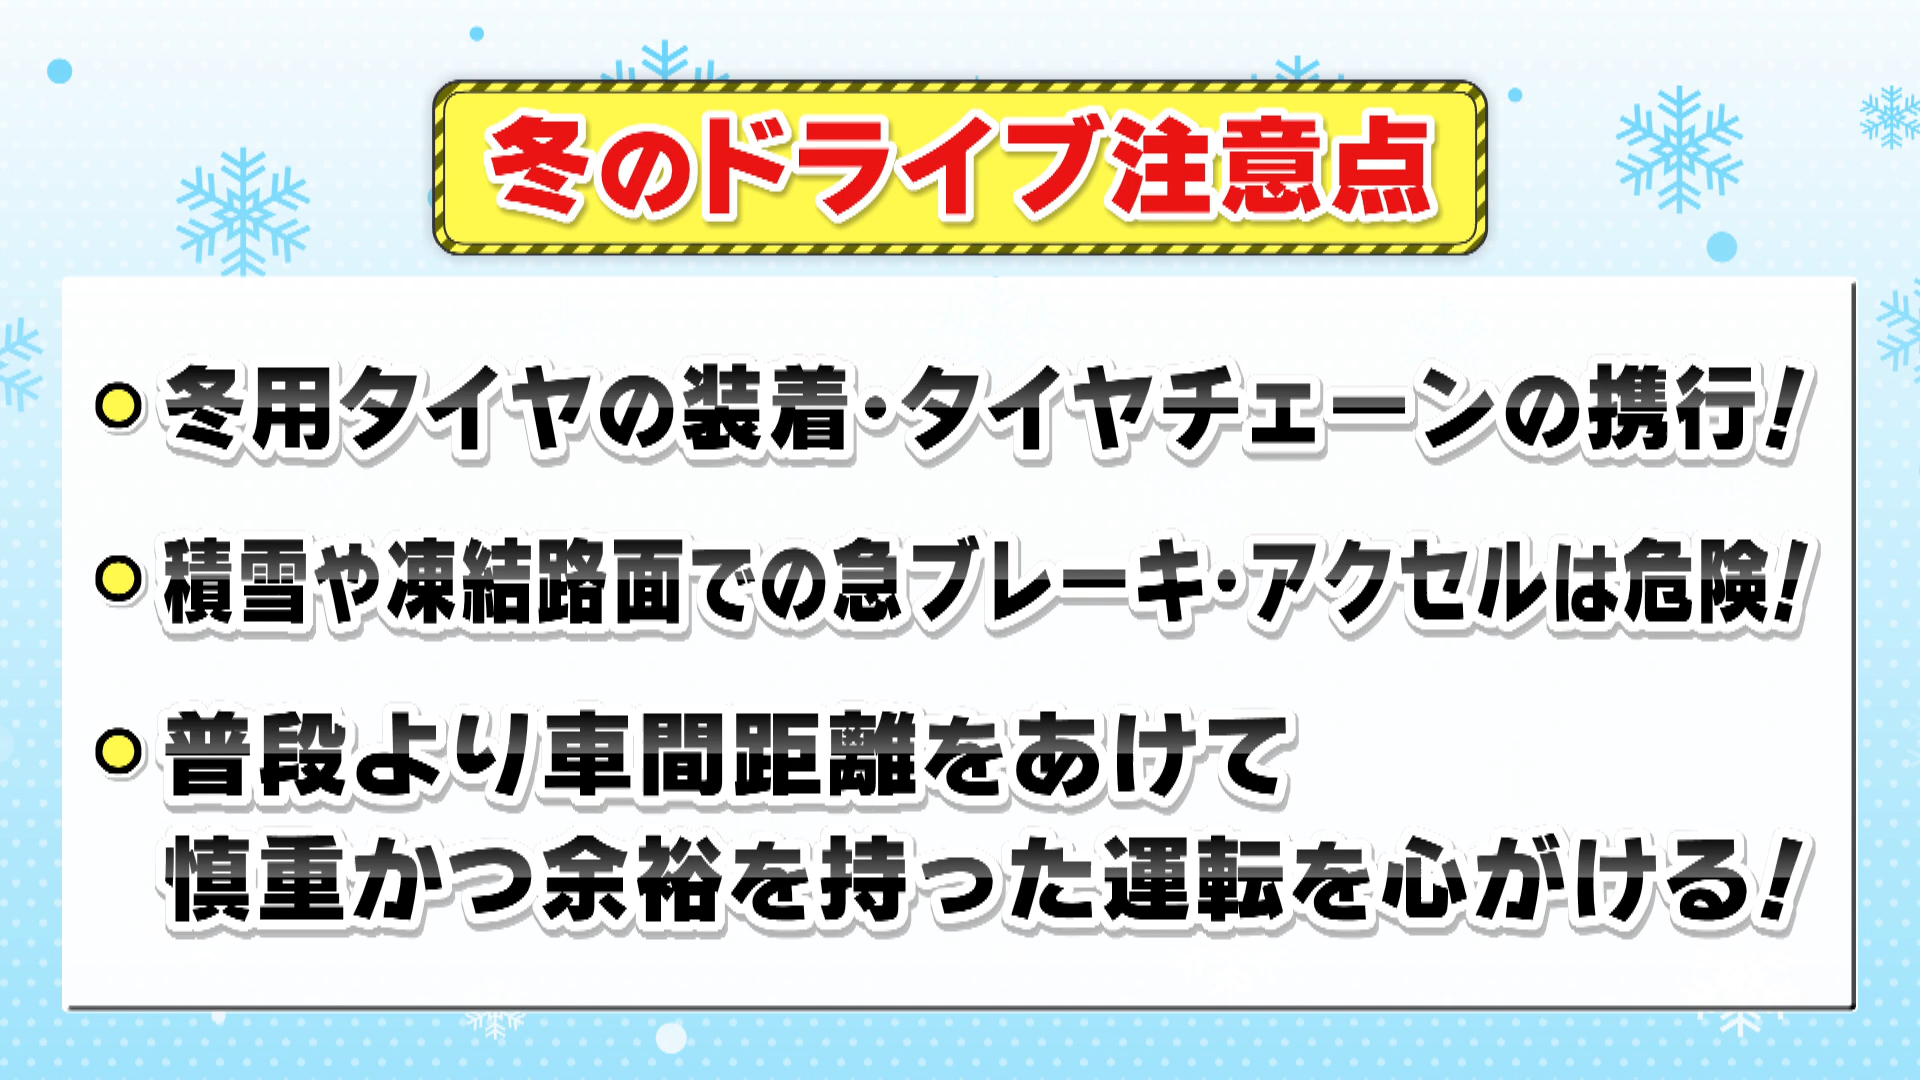 冬のドライブ注意点
冬用タイヤの装着・タイヤチェーンの携行!
積雪や凍結路面での急ブレーキ・アクセルは危険!
普段より車間距離をあけて
慎重かつ余裕を持った運転を心がける!